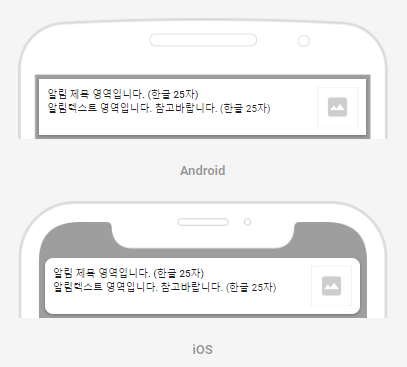 알림 제목 영역입니다. (한글 25자)
알림텍스트 영역입니다. 참고바랍니다. (한글 25자)
Android
알림 제목 영역입니다. (한글 25자)
알림텍스트 영역입니다. 참고바랍니다. (한글 25자)
iOS